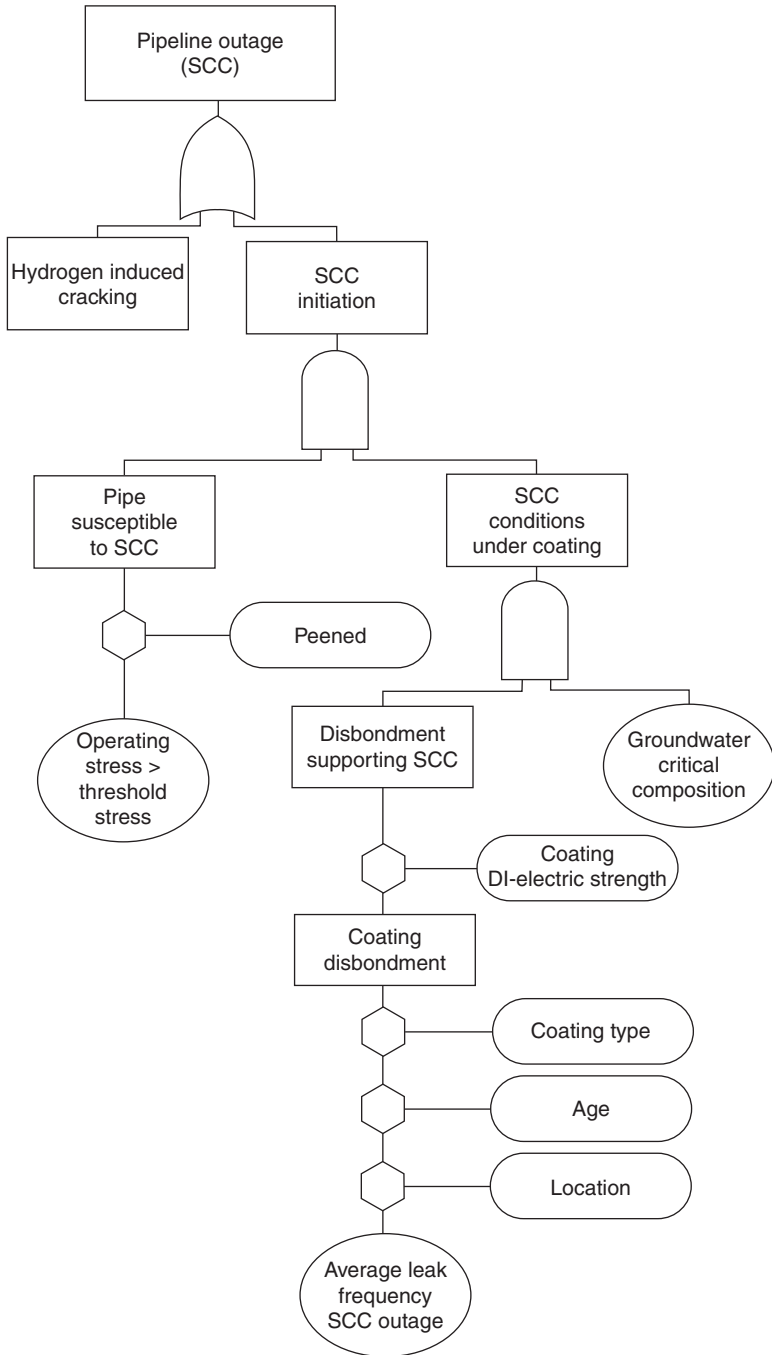 Pipeline outage
(SCC)
Hydrogen induced
cracking
SCC
initiation
Pipe
susceptible
to SCC
SCC
conditions
under coating
Peened
Operating
stress >
threshold
stress
Disbondment
supporting SCC
Groundwater
critical
composition
Coating
DI-electric strength
Coating
disbondment
Coating type
Age
Location
Average leak
frequency
SCC outage